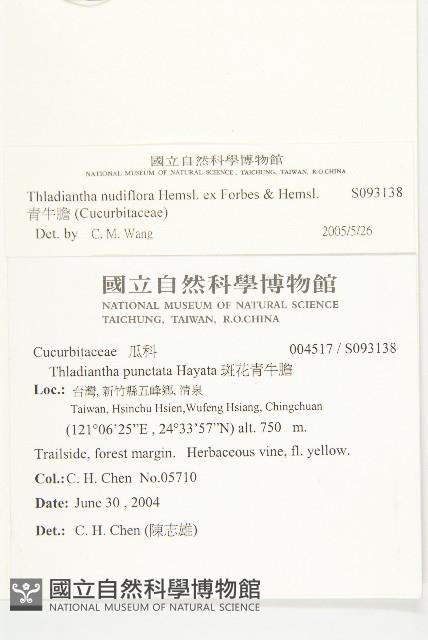 國立自然科學博物館
NATIONAL MUSEUM OF NATURAL SCIENCE, TAICHUNG, TAIWAN, R.O.CHINA
Thladiantha nudiflora Hemsl. ex Forbes & Hemsl. S093138
青牛膽 (Cucurbitaceae)
Det. by C. M. Wang 2005/5/26
國立自然科學博物館
NATIONAL MUSEUM OF NATURAL SCIENCE
TAICHUNG, TAIWAN, R.O.CHINA
Cucurbitaceae 瓜科 004517 / S093138
Thladiantha punctata Hayata 斑花青牛膽
Loc.: 台灣, 新竹縣五峰鄉, 清泉
Taiwan, Hsinchu Hsien,Wufeng Hsiang, Chingchuan
(121°06'25"E , 24°33'57"N) alt. 750 m.
Trailside, forest margin. Herbaceous vine, fl. yellow.
Col.: C. H. Chen No.05710
Date: June 30 , 2004
Det.: C. H. Chen (陳志雄)
國立自然科學博物館
NATIONAL MUSEUM OF NATURAL SCIENCE